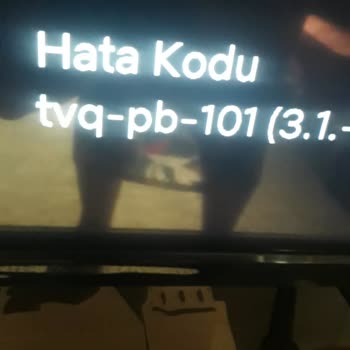 Hata Kodu
tvq-pb-101 (3.1.-